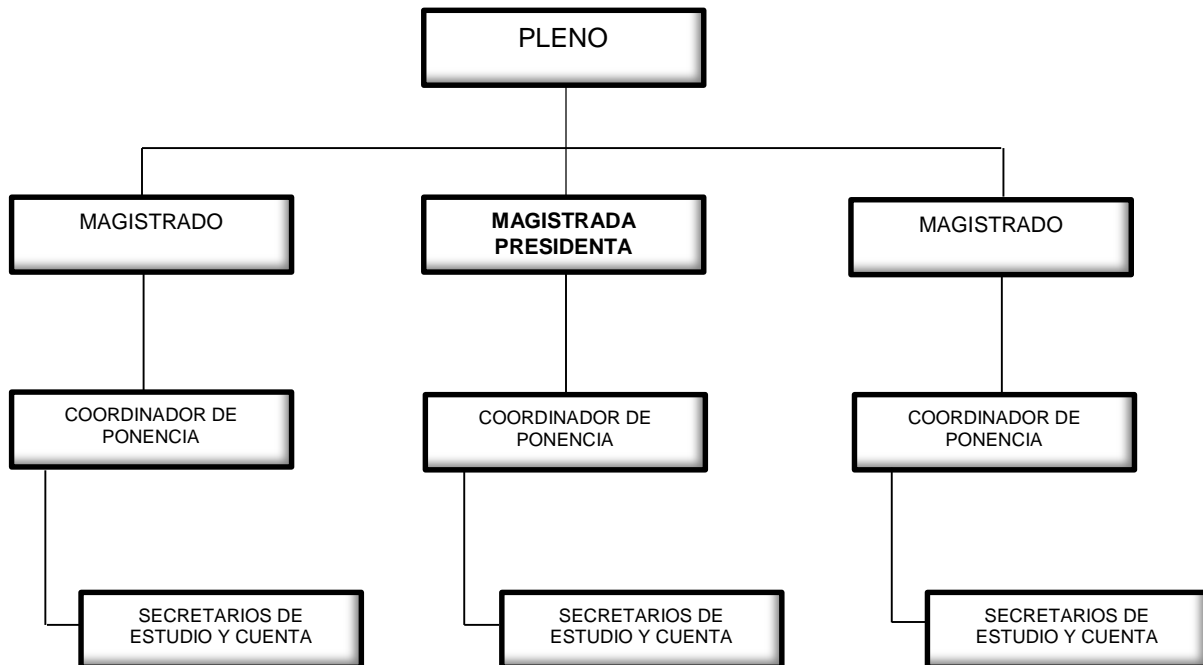 PLENO
MAGISTRADO
MAGISTRADA
PRESIDENTA
MAGISTRADO
COORDINADOR DE
PONENCIA
COORDINADOR DE
PONENCIA
COORDINADOR DE
PONENCIA
SECRETARIOS DE
ESTUDIO Y CUENTA
SECRETARIOS DE
ESTUDIO Y CUENTA
SECRETARIOS DE
ESTUDIO Y CUENTA